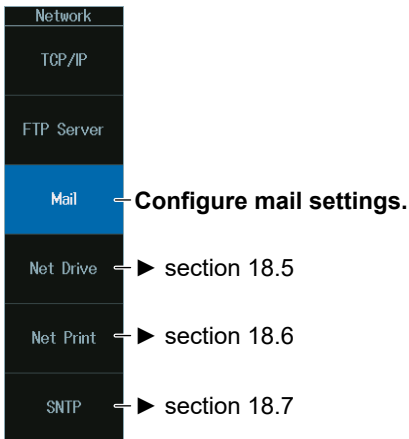 Network
TCP/IP
FTP Server
Mail
Configure mail settings.
Net Drive
► section 18.5
Net Print
► section 18.6
SNTP
► section 18.7